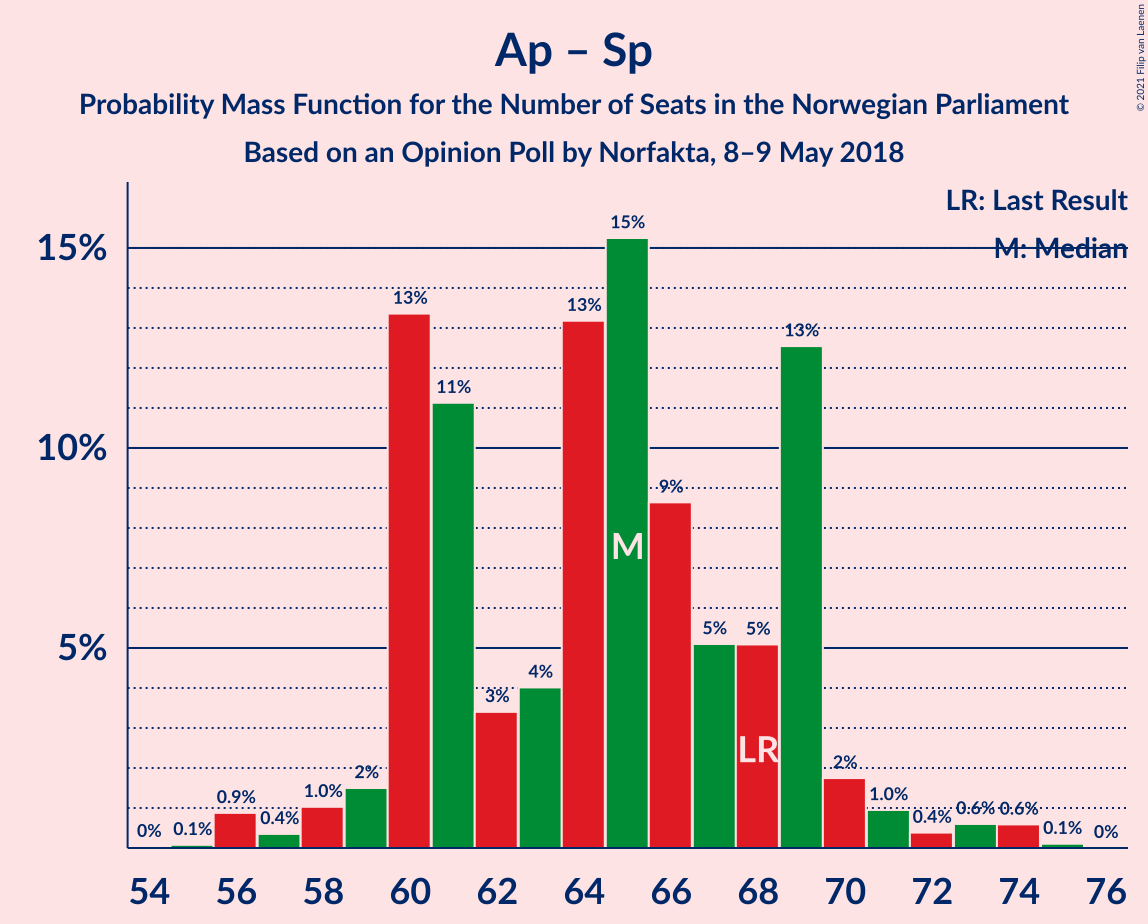 Ap – Sp
Probability Mass Function for the Number of Seats in the Norwegian Parliament
Based on an Opinion Poll by Norfakta, 8–9 May 2018
© 2021 Filip van Laenen
LR: Last Result
M: Median
15%
10%
5%
0%
0.1%
0.9%
0.4%
1.0%
2%
13%
11%
3%
4%
13%
15%
9%
5%
5%
13%
2%
1.0%
0.4%
0.6%
0.6%
0.1%
0%
M
LR
54 56 58 60 62 64 66 68 70 72 74 76